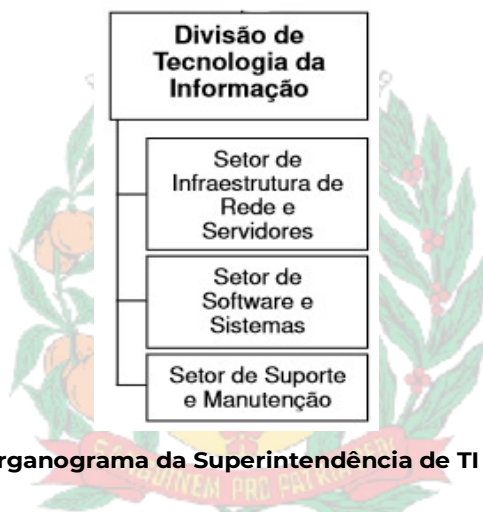 Divisão de
Tecnologia da
Informação
Setor de
Infraestrutura de
Rede e
Servidores
Setor de
Software e
Sistemas
Setor de Suporte
e Manutenção
rganograma da Superintendência de TI